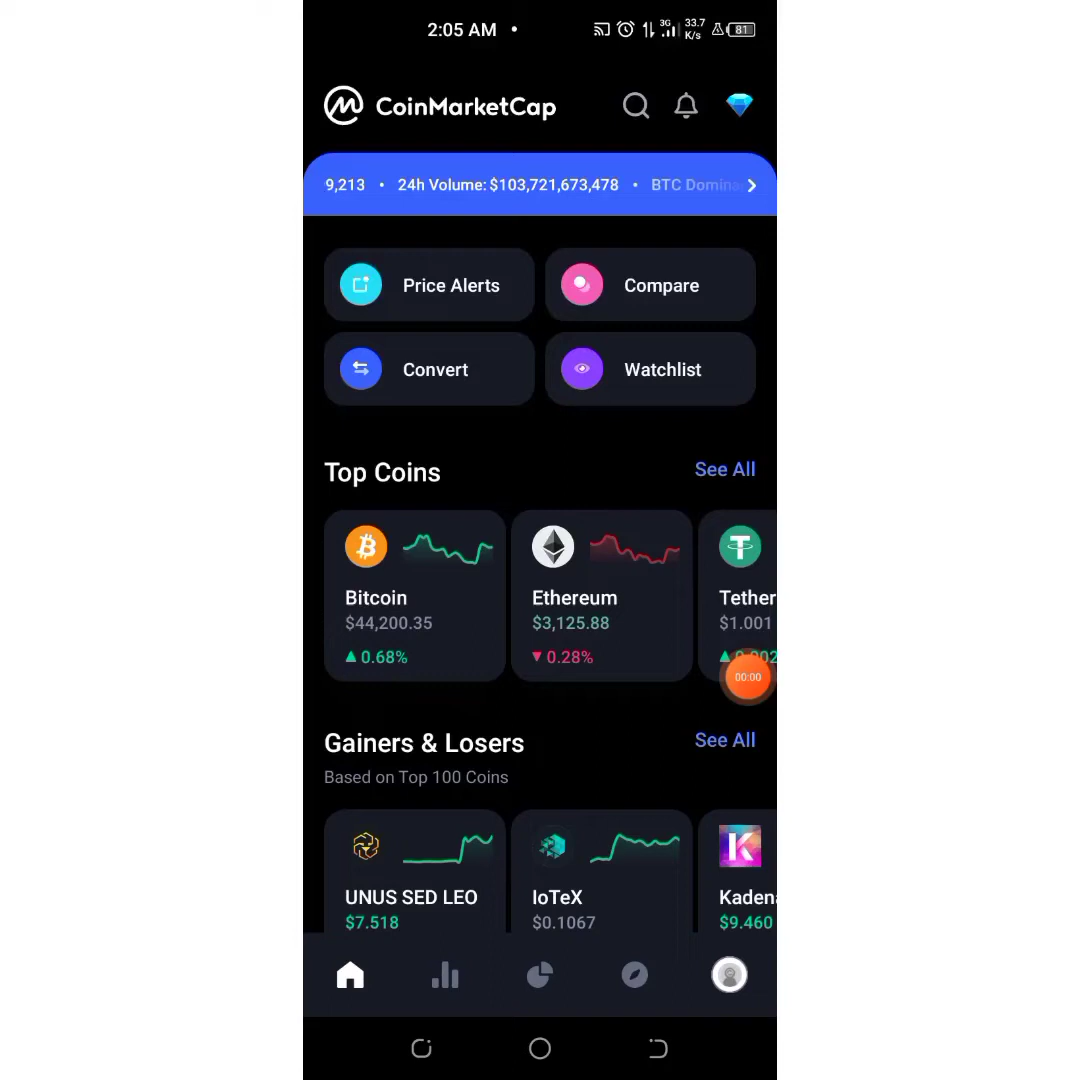 2:05 AM •
3G
33.7
K/s
81
CoinMarketCap
9,213 • 24h Volume: $103,721,673,478 • BTC Domina
Price Alerts
Compare
Convert
Watchlist
Top Coins
See All
Bitcoin
$44,200.35
0.68%
Ethereum
$3,125.88
0.28%
Tether
$1.001
00:00
Gainers & Losers
See All
Based on Top 100 Coins
UNUS SED LEO
$7.518
IoTeX
$0.1067
Kadena
$9.460